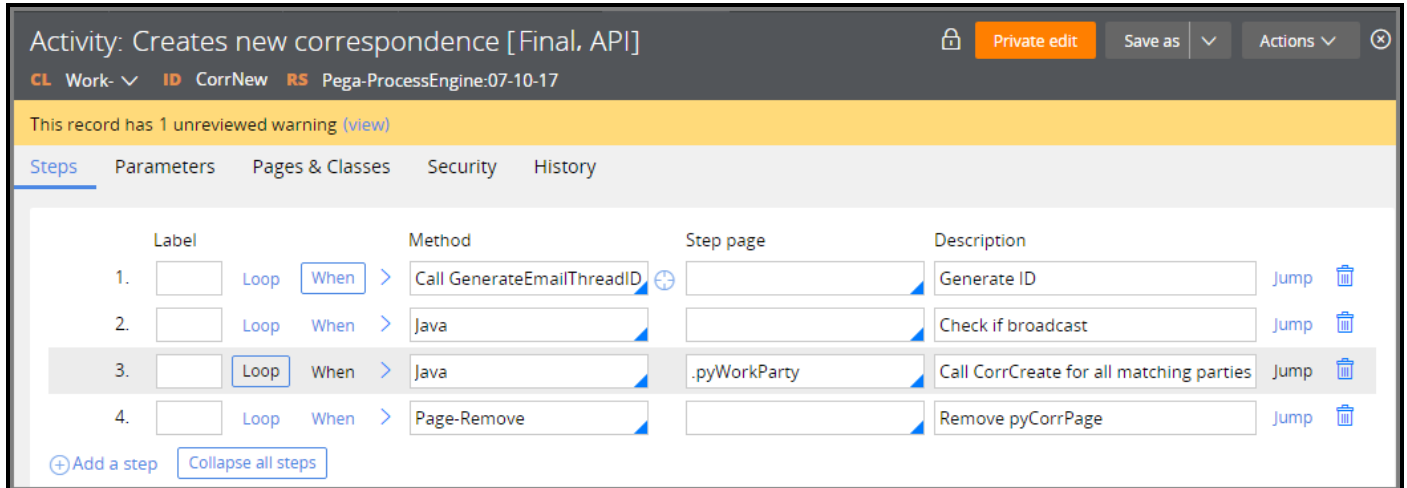 Activity: Creates new correspondence [Final, API]
Private edit Save as Actions
CL Work- ID CorrNew RS Pega-ProcessEngine:07-10-17
This record has 1 unreviewed warning (view)
Steps Parameters Pages & Classes Security History
Label Method Step page Description
1. Loop When Call GenerateEmailThreadID Generate ID Jump
2. Loop When Java Check if broadcast Jump
3. Loop When Java .pyWorkParty Call CorrCreate for all matching parties Jump
4. Loop When Page-Remove Remove pyCorrPage Jump
Add a step Collapse all steps